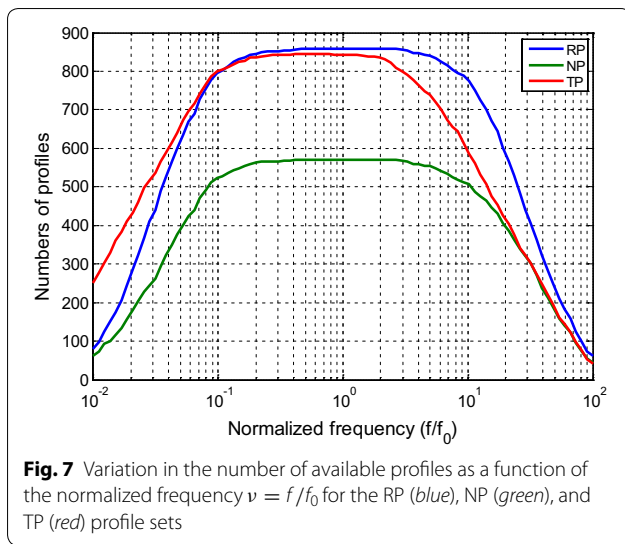 900
800
700
600
500
400
300
200
100
0
Numbers of profiles
RP
NP
TP
10^-2
10^-1
10^0
10^1
10^2
Normalized frequency (f/f_0)
Fig. 7 Variation in the number of available profiles as a function of
the normalized frequency ν = f/f_0 for the RP (blue), NP (green), and
TP (red) profile sets